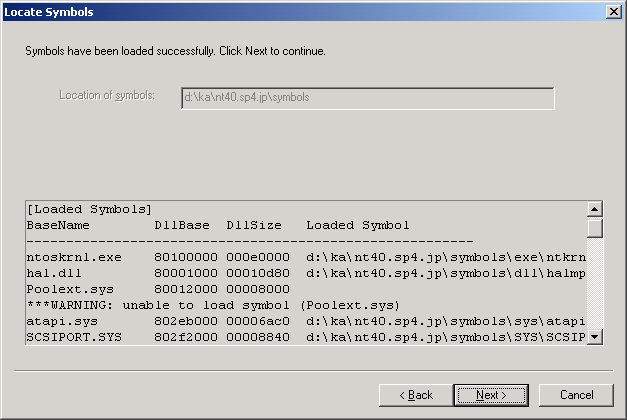 Locate Symbols
Symbols have been loaded successfully. Click Next to continue.
Location of symbols: d:\ka\nt40.sp4.jp\symbols
[Loaded Symbols]
BaseName DllBase DllSize Loaded Symbol
--------------------------------------------------------
ntoskrnl.exe 80100000 000e0000 d:\ka\nt40.sp4.jp\symbols\exe\ntkrn
hal.dll 80001000 00010d80 d:\ka\nt40.sp4.jp\symbols\dll\halmp
Poolext.sys 80012000 00008000
***WARNING: unable to load symbol (Poolext.sys)
atapi.sys 802eb000 00006ac0 d:\ka\nt40.sp4.jp\symbols\sys\atapi
SCSIPORT.SYS 802f2000 00008840 d:\ka\nt40.sp4.jp\symbols\SYS\SCSIP
< Back Next > Cancel